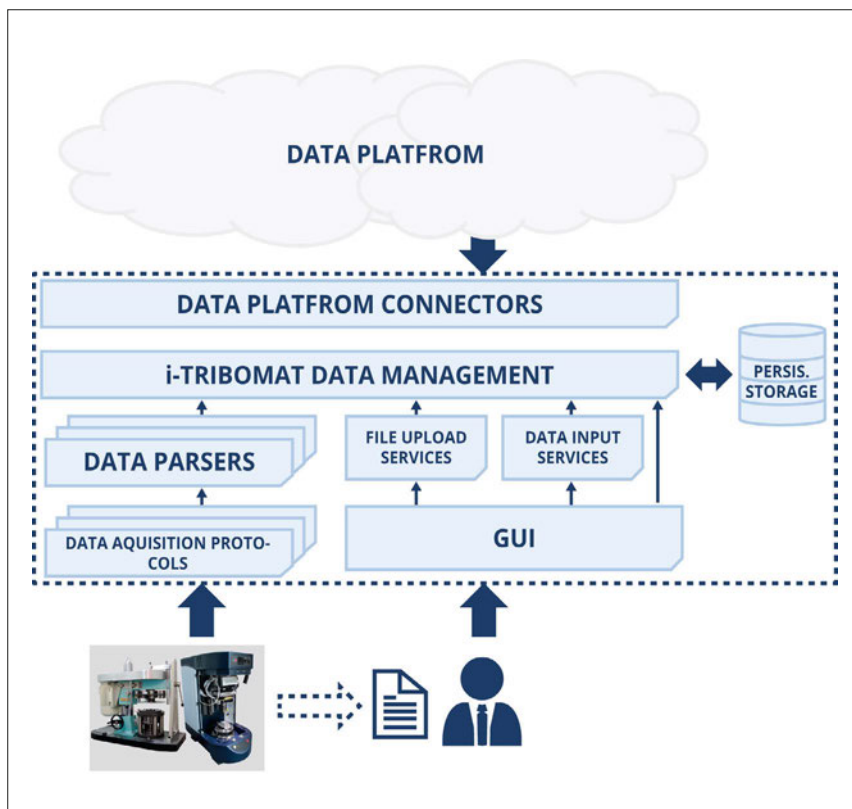 DATA PLATFROM
DATA PLATFROM CONNECTORS
i-TRIBOMAT DATA MANAGEMENT
PERSIS.
STORAGE
DATA PARSERS
FILE UPLOAD
SERVICES
DATA INPUT
SERVICES
DATA AQUISITION PROTO-
COLS
GUI